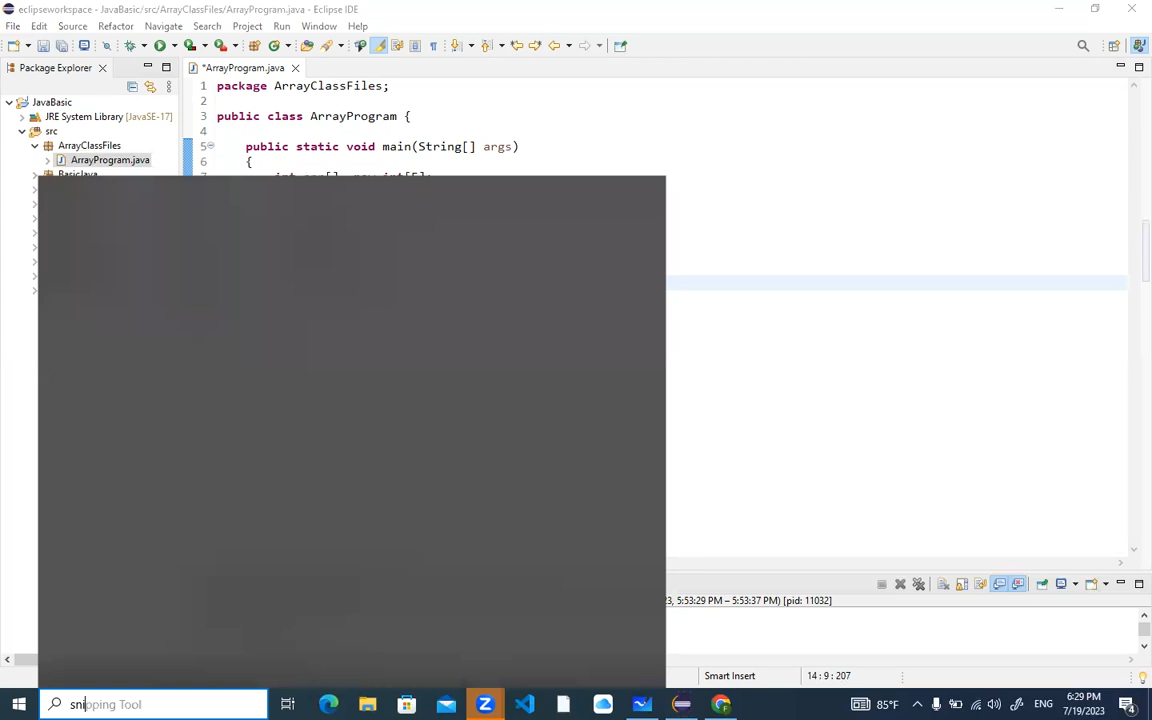 eclipseworkspace - JavaBasic/src/ArrayClassFiles/ArrayProgram.java - Eclipse IDE
File Edit Source Refactor Navigate Search Project Run Window Help
Package Explorer
*ArrayProgram.java
JavaBasic
JRE System Library [JavaSE-17]
src
ArrayClassFiles
ArrayProgram.java
BasicJava
1 package ArrayClassFiles;
2
3 public class ArrayProgram {
4
5 public static void main(String[] args)
6 {
23, 5:53:29 PM – 5:53:37 PM) [pid: 11032]
Smart Insert
14 : 9 : 207
snipping Tool
85°F
ENG
6:29 PM
7/19/2023
4